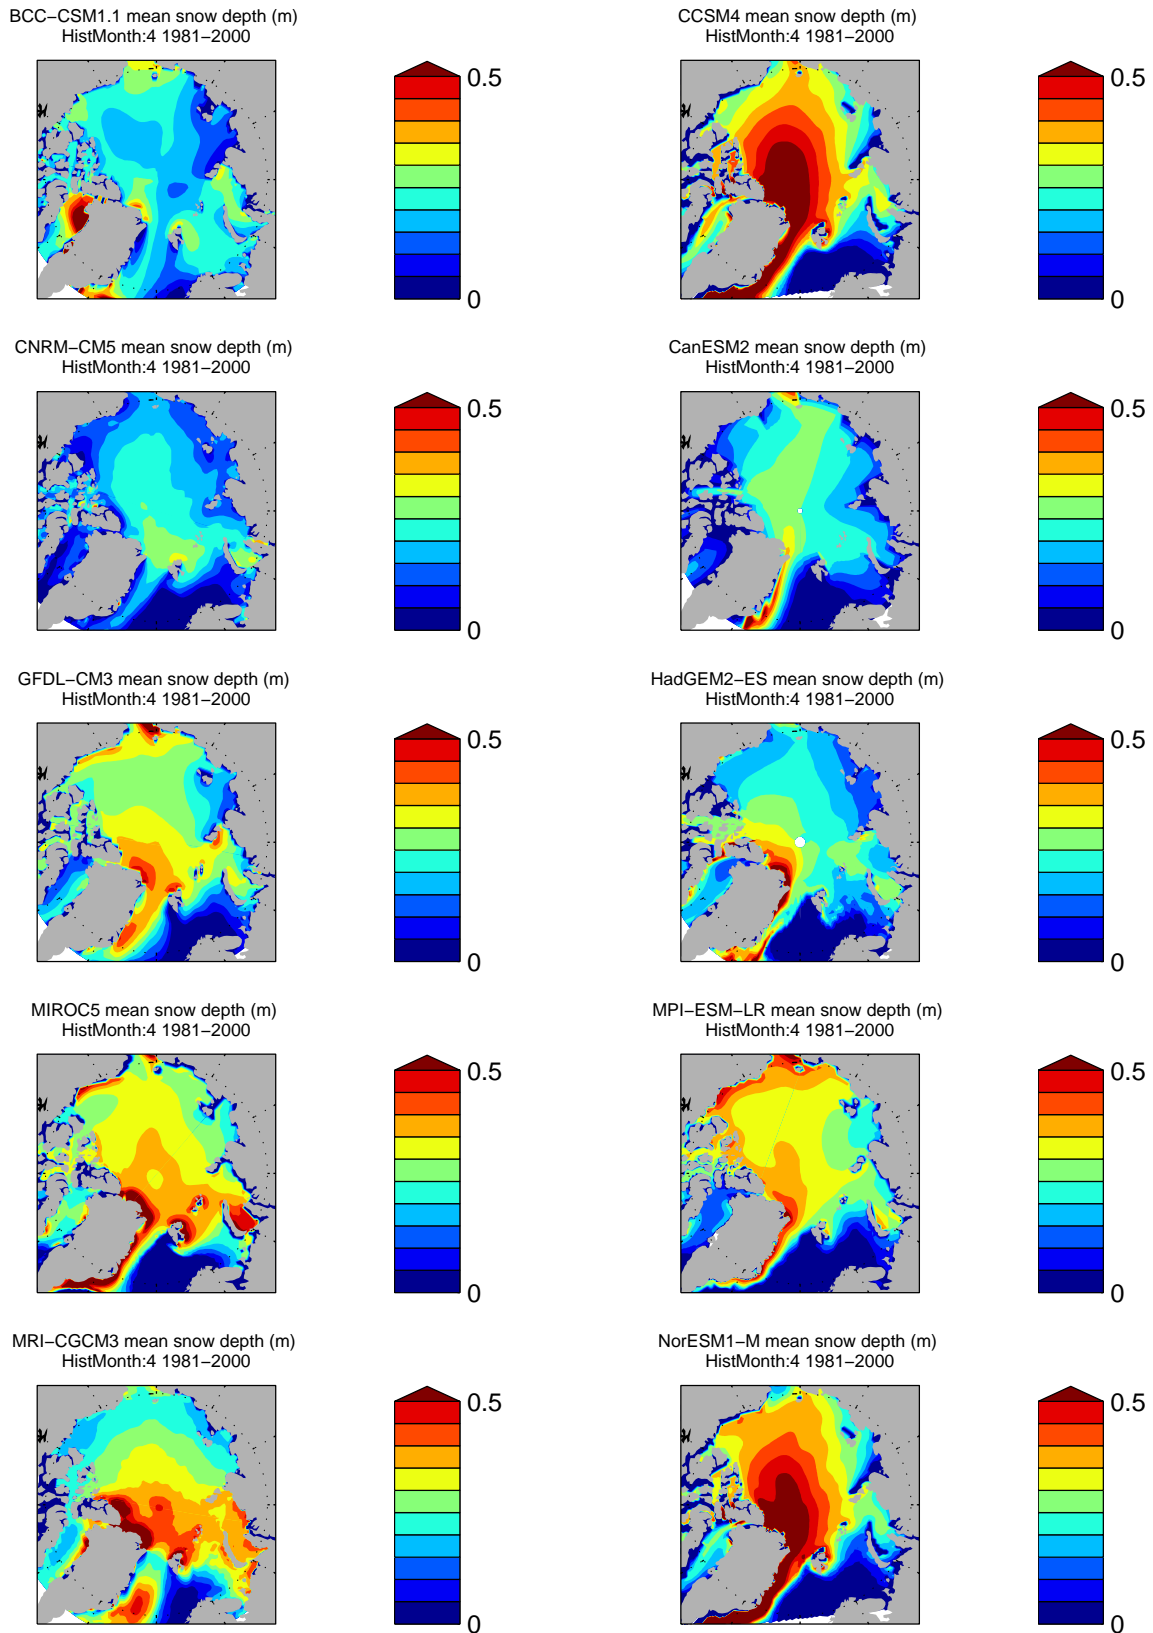 BCC−CSM1.1 mean snow depth (m)
HistMonth:4 1981−2000
0.5
0
CCSM4 mean snow depth (m)
HistMonth:4 1981−2000
0.5
0
CNRM−CM5 mean snow depth (m)
HistMonth:4 1981−2000
0.5
0
CanESM2 mean snow depth (m)
HistMonth:4 1981−2000
0.5
0
GFDL−CM3 mean snow depth (m)
HistMonth:4 1981−2000
0.5
0
HadGEM2−ES mean snow depth (m)
HistMonth:4 1981−2000
0.5
0
MIROC5 mean snow depth (m)
HistMonth:4 1981−2000
0.5
0
MPI−ESM−LR mean snow depth (m)
HistMonth:4 1981−2000
0.5
0
MRI−CGCM3 mean snow depth (m)
HistMonth:4 1981−2000
0.5
0
NorESM1−M mean snow depth (m)
HistMonth:4 1981−2000
0.5
0